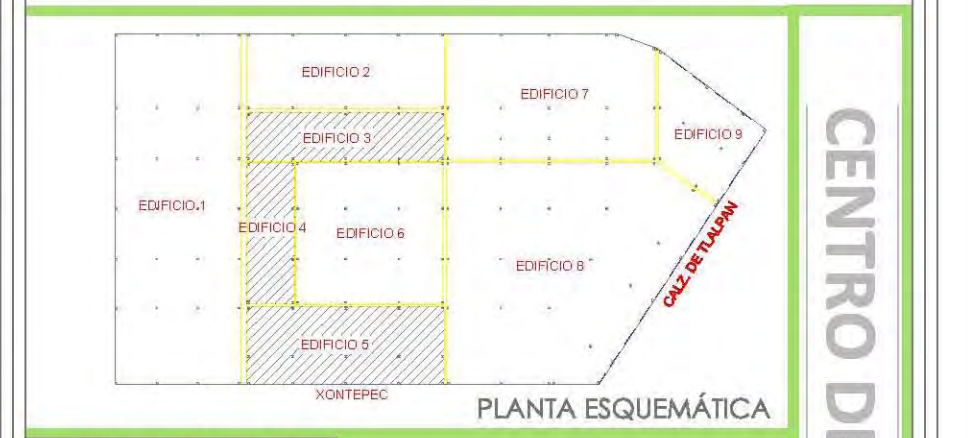 EDIFICIO 2
EDIFICIO 7
EDIFICIO 9
EDIFICIO 3
EDIFICIO 1
EDIFICIO 4
EDIFICIO 6
EDIFICIO 8
CALZ. DE TLALPAN
EDIFICIO 5
XONTEPEC
PLANTA ESQUEMÁTICA
CENTRO DE